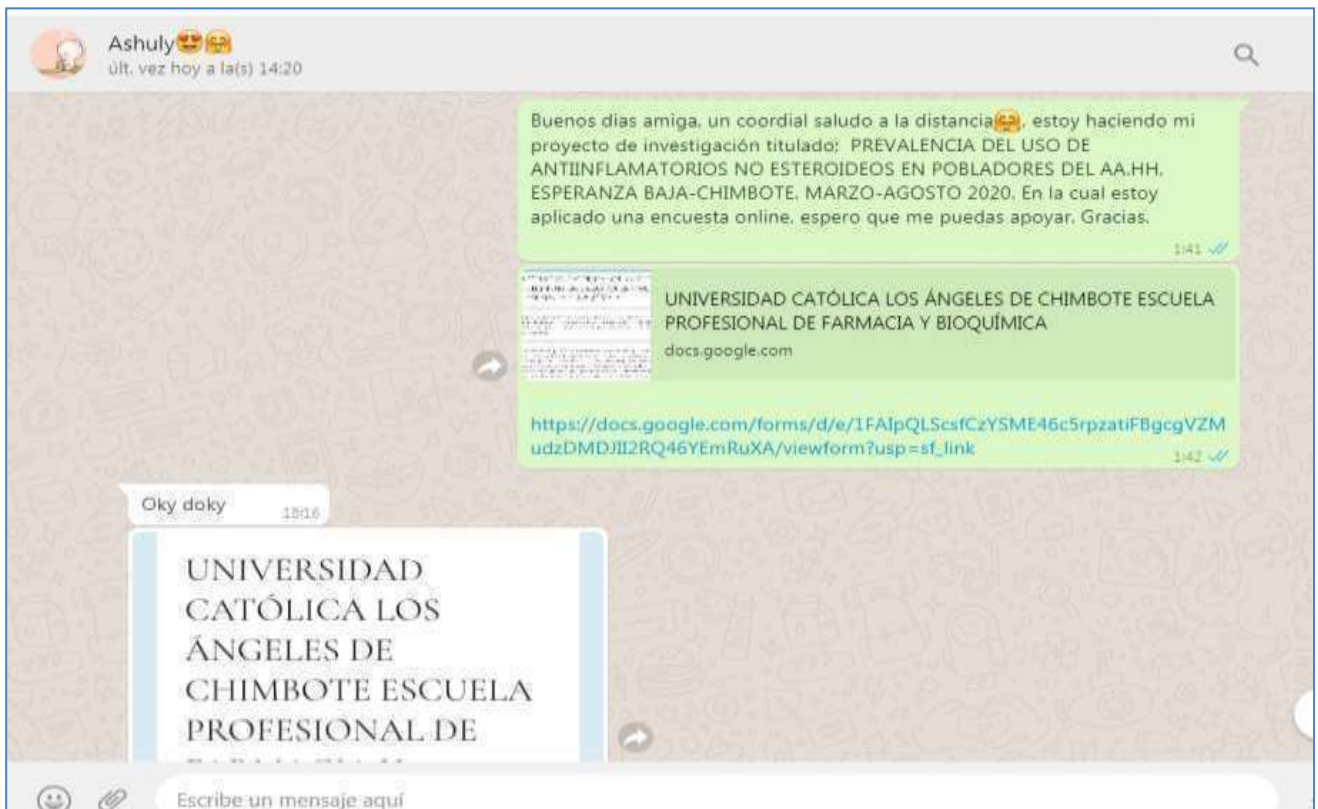 Ashuly😍🤗
últ. vez hoy a la(s) 14:20
Buenos dias amiga, un coordial saludo a la distancia🤗, estoy haciendo mi
proyecto de investigación titulado: PREVALENCIA DEL USO DE
ANTIINFLAMATORIOS NO ESTEROIDEOS EN POBLADORES DEL AA.HH.
ESPERANZA BAJA-CHIMBOTE. MARZO-AGOSTO 2020. En la cual estoy
aplicado una encuesta online. espero que me puedas apoyar. Gracias.
1:41
UNIVERSIDAD CATÓLICA LOS ÁNGELES DE CHIMBOTE ESCUELA
PROFESIONAL DE FARMACIA Y BIOQUÍMICA
docs.google.com
https://docs.google.com/forms/d/e/1FAIpQLScsfCzYSME46c5rpzatiFBgcgVZM
udzDMDJII2RQ46YEmRuXA/viewform?usp=sf_link
1:42
Oky doky
18:16
UNIVERSIDAD
CATÓLICA LOS
ÁNGELES DE
CHIMBOTE ESCUELA
PROFESIONAL DE
Escribe un mensaje aquí